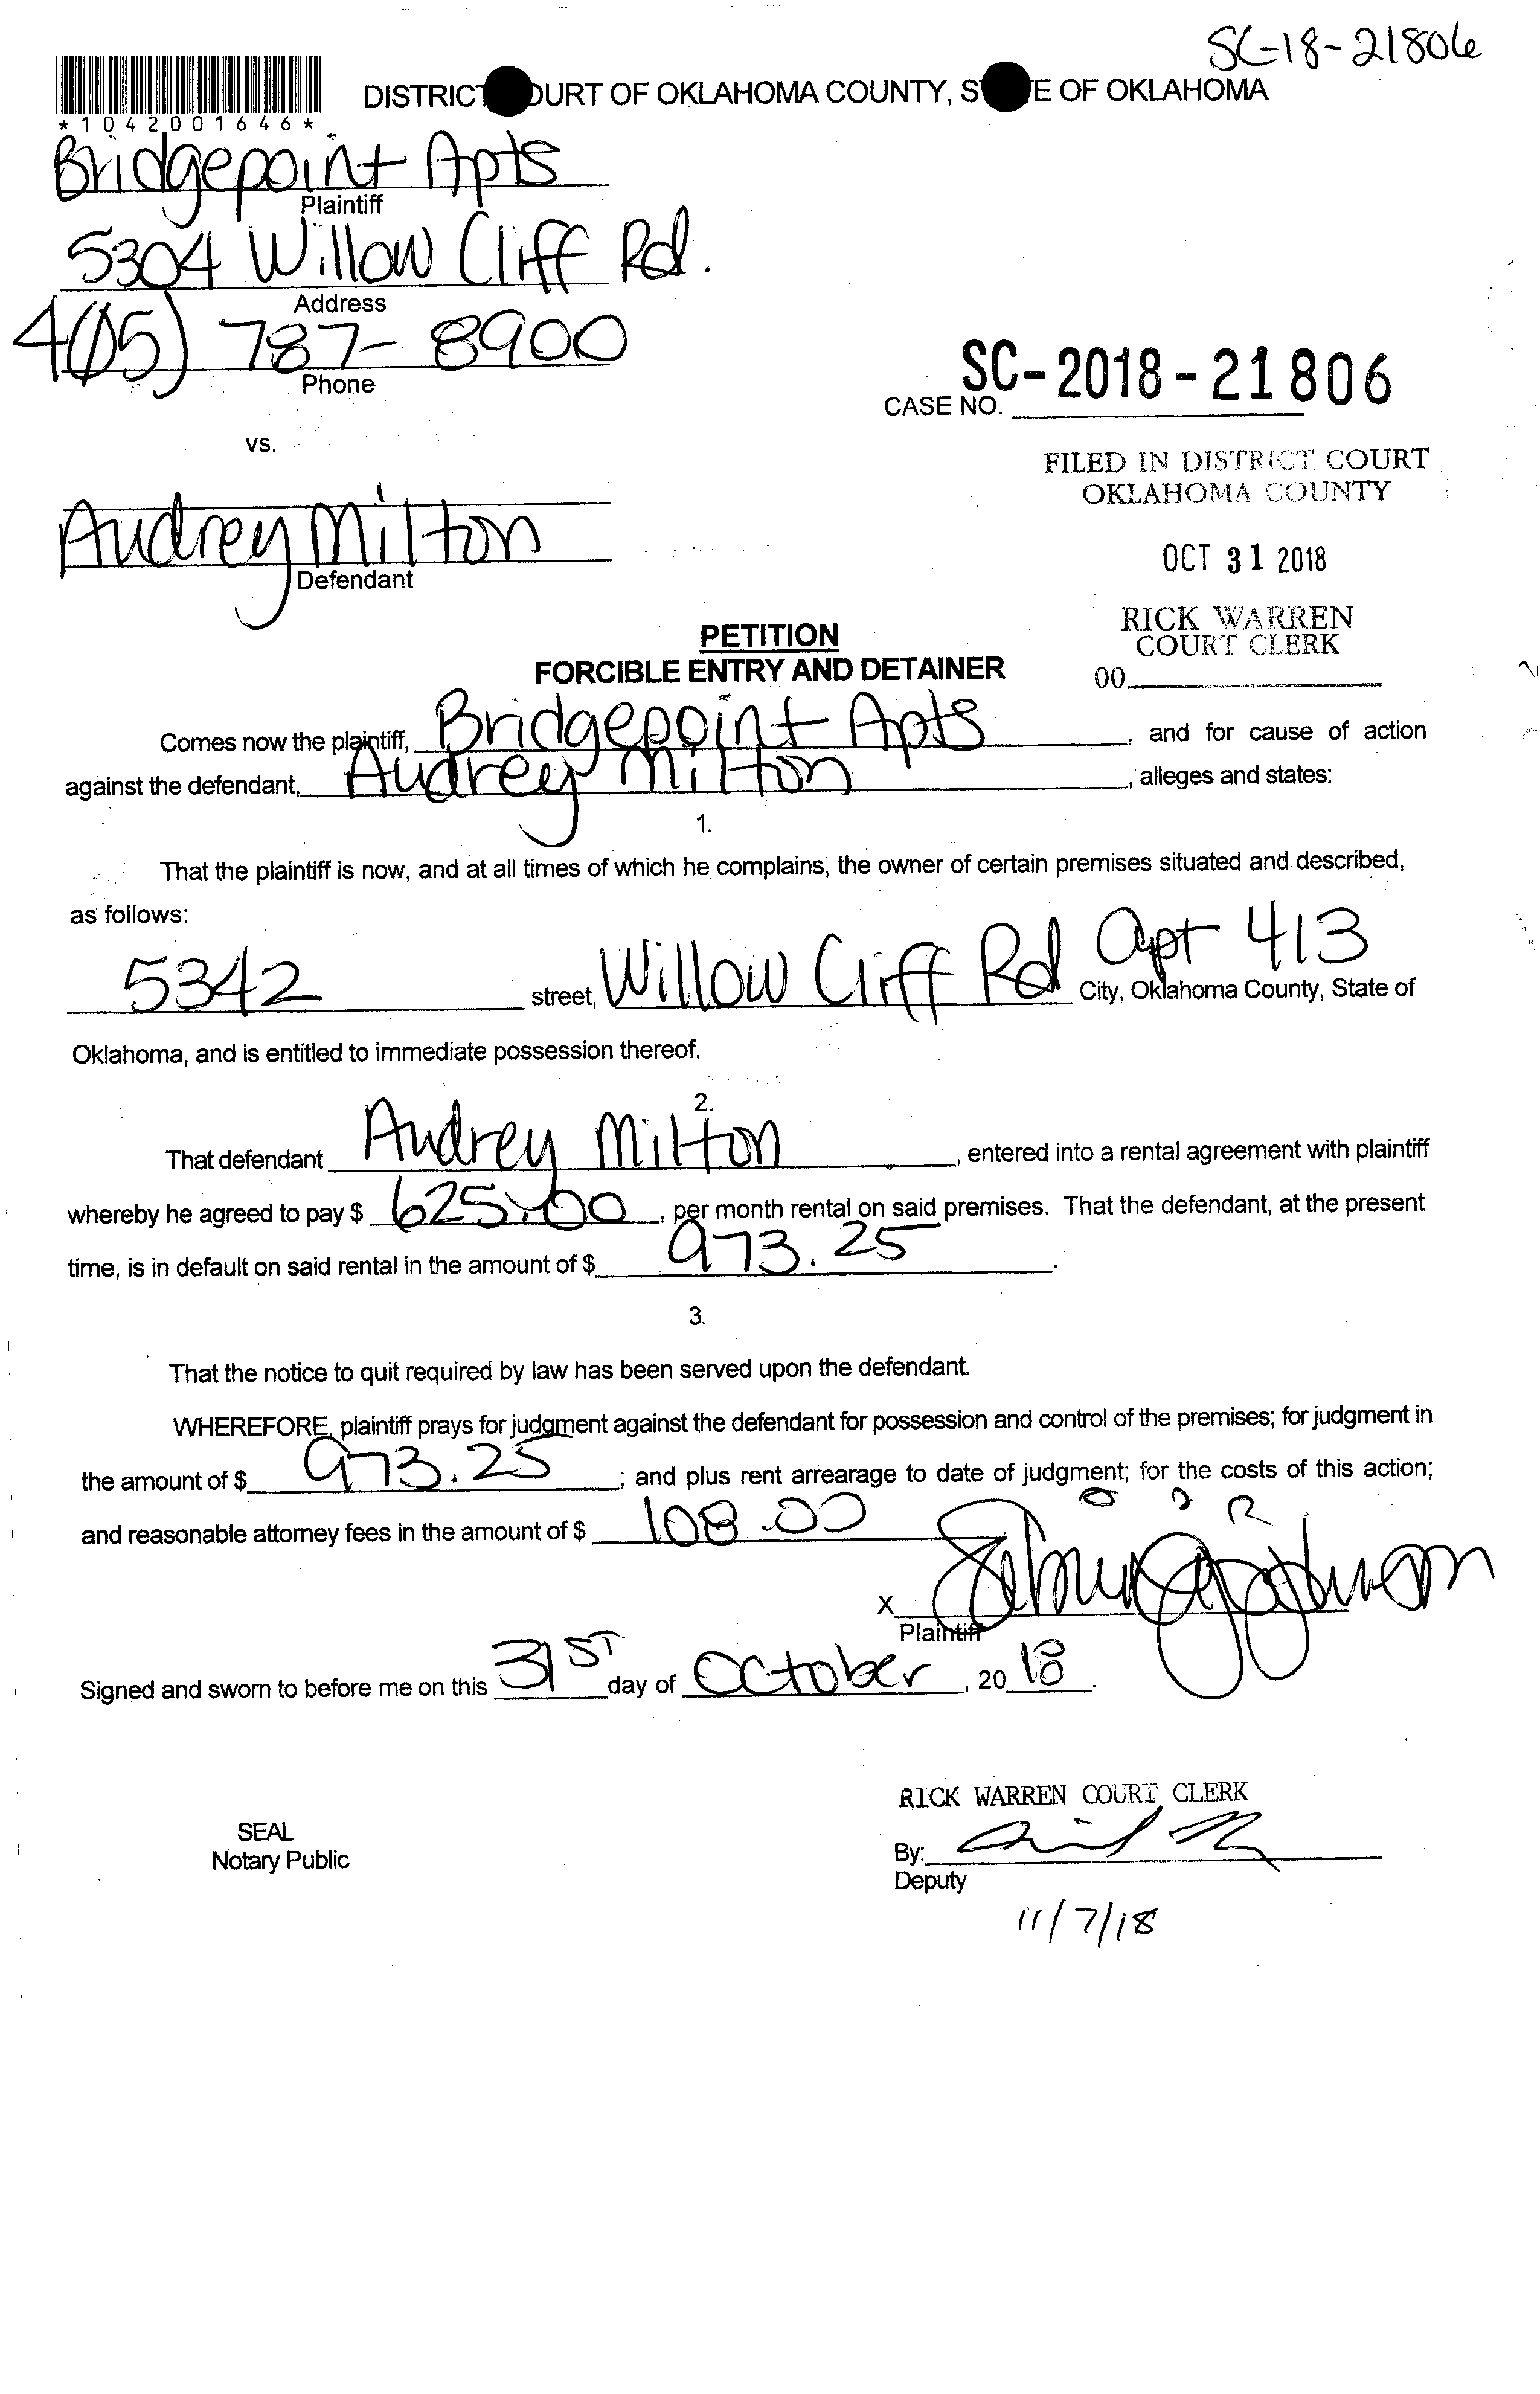 SC-18-21806
DISTRIC OURT OF OKLAHOMA COUNTY, S E OF OKLAHOMA
*1042001646*
Bridgepoint Apts
Plaintiff
5304 Willow Cliff Rd.
Address
4(05) 787-8900
Phone
SC-2018-21806
CASE NO.
vs.
FILED IN DISTRICT COURT
OKLAHOMA COUNTY
Audrey Milton
Defendant
OCT 31 2018
RICK WARREN
COURT CLERK
00
PETITION
FORCIBLE ENTRY AND DETAINER
Comes now the plaintiff, Bridgepoint Apts, and for cause of action
against the defendant, Audrey Milton, alleges and states:
1.
That the plaintiff is now, and at all times of which he complains, the owner of certain premises situated and described,
as follows:
5342 street, Willow Cliff Rd Apt 413 City, Oklahoma County, State of
Oklahoma, and is entitled to immediate possession thereof.
2.
That defendant Audrey Milton, entered into a rental agreement with plaintiff
whereby he agreed to pay $ 625.00, per month rental on said premises. That the defendant, at the present
time, is in default on said rental in the amount of $ 973.25.
3.
That the notice to quit required by law has been served upon the defendant.
WHEREFORE, plaintiff prays for judgment against the defendant for possession and control of the premises; for judgment in
the amount of $ 973.25; and plus rent arrearage to date of judgment; for the costs of this action;
and reasonable attorney fees in the amount of $ 108.00
X
Plaintiff
Signed and sworn to before me on this 31ST day of October, 20 18.
RICK WARREN COURT CLERK
SEAL
Notary Public
By:
Deputy
11/7/18